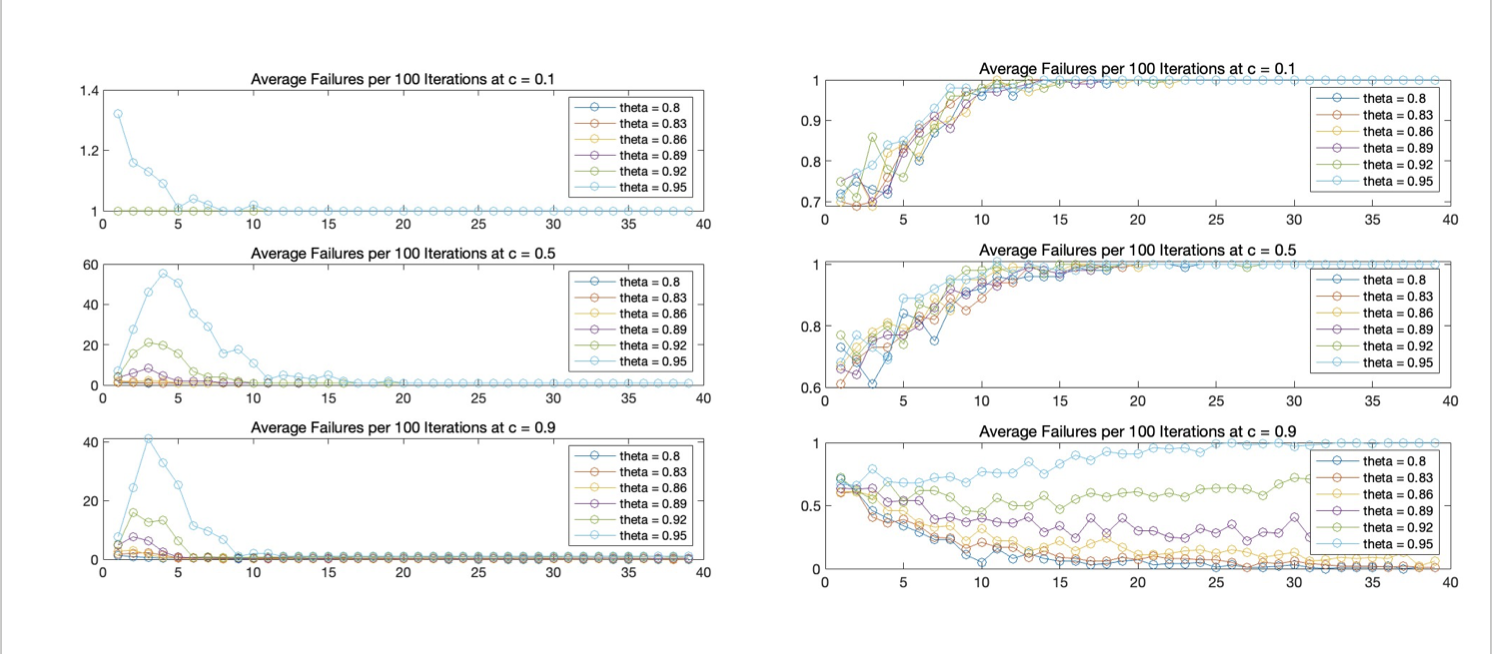 Average Failures per 100 Iterations at c = 0.1
1.4
1.2
1
0 5 10 15 20 25 30 35 40
theta = 0.8
theta = 0.83
theta = 0.86
theta = 0.89
theta = 0.92
theta = 0.95
Average Failures per 100 Iterations at c = 0.5
60
40
20
0
0 5 10 15 20 25 30 35 40
theta = 0.8
theta = 0.83
theta = 0.86
theta = 0.89
theta = 0.92
theta = 0.95
Average Failures per 100 Iterations at c = 0.9
40
20
0
0 5 10 15 20 25 30 35 40
theta = 0.8
theta = 0.83
theta = 0.86
theta = 0.89
theta = 0.92
theta = 0.95
Average Failures per 100 Iterations at c = 0.1
1
0.9
0.8
0.7
0 5 10 15 20 25 30 35 40
theta = 0.8
theta = 0.83
theta = 0.86
theta = 0.89
theta = 0.92
theta = 0.95
Average Failures per 100 Iterations at c = 0.5
1
0.8
0.6
0 5 10 15 20 25 30 35 40
theta = 0.8
theta = 0.83
theta = 0.86
theta = 0.89
theta = 0.92
theta = 0.95
Average Failures per 100 Iterations at c = 0.9
1
0.5
0
0 5 10 15 20 25 30 35 40
theta = 0.8
theta = 0.83
theta = 0.86
theta = 0.89
theta = 0.92
theta = 0.95